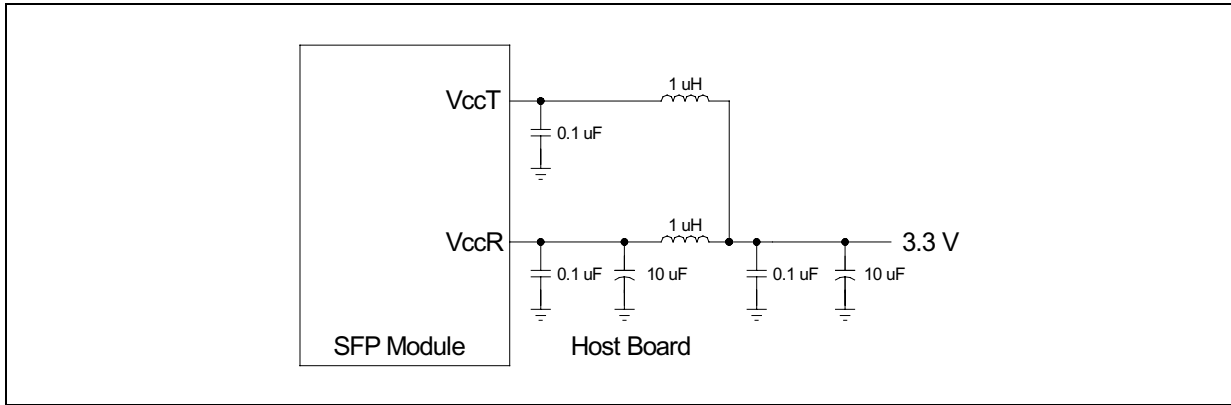 1 uH
VccT
0.1 uF
1 uH
VccR
3.3 V
0.1 uF
10 uF
0.1 uF
10 uF
SFP Module
Host Board